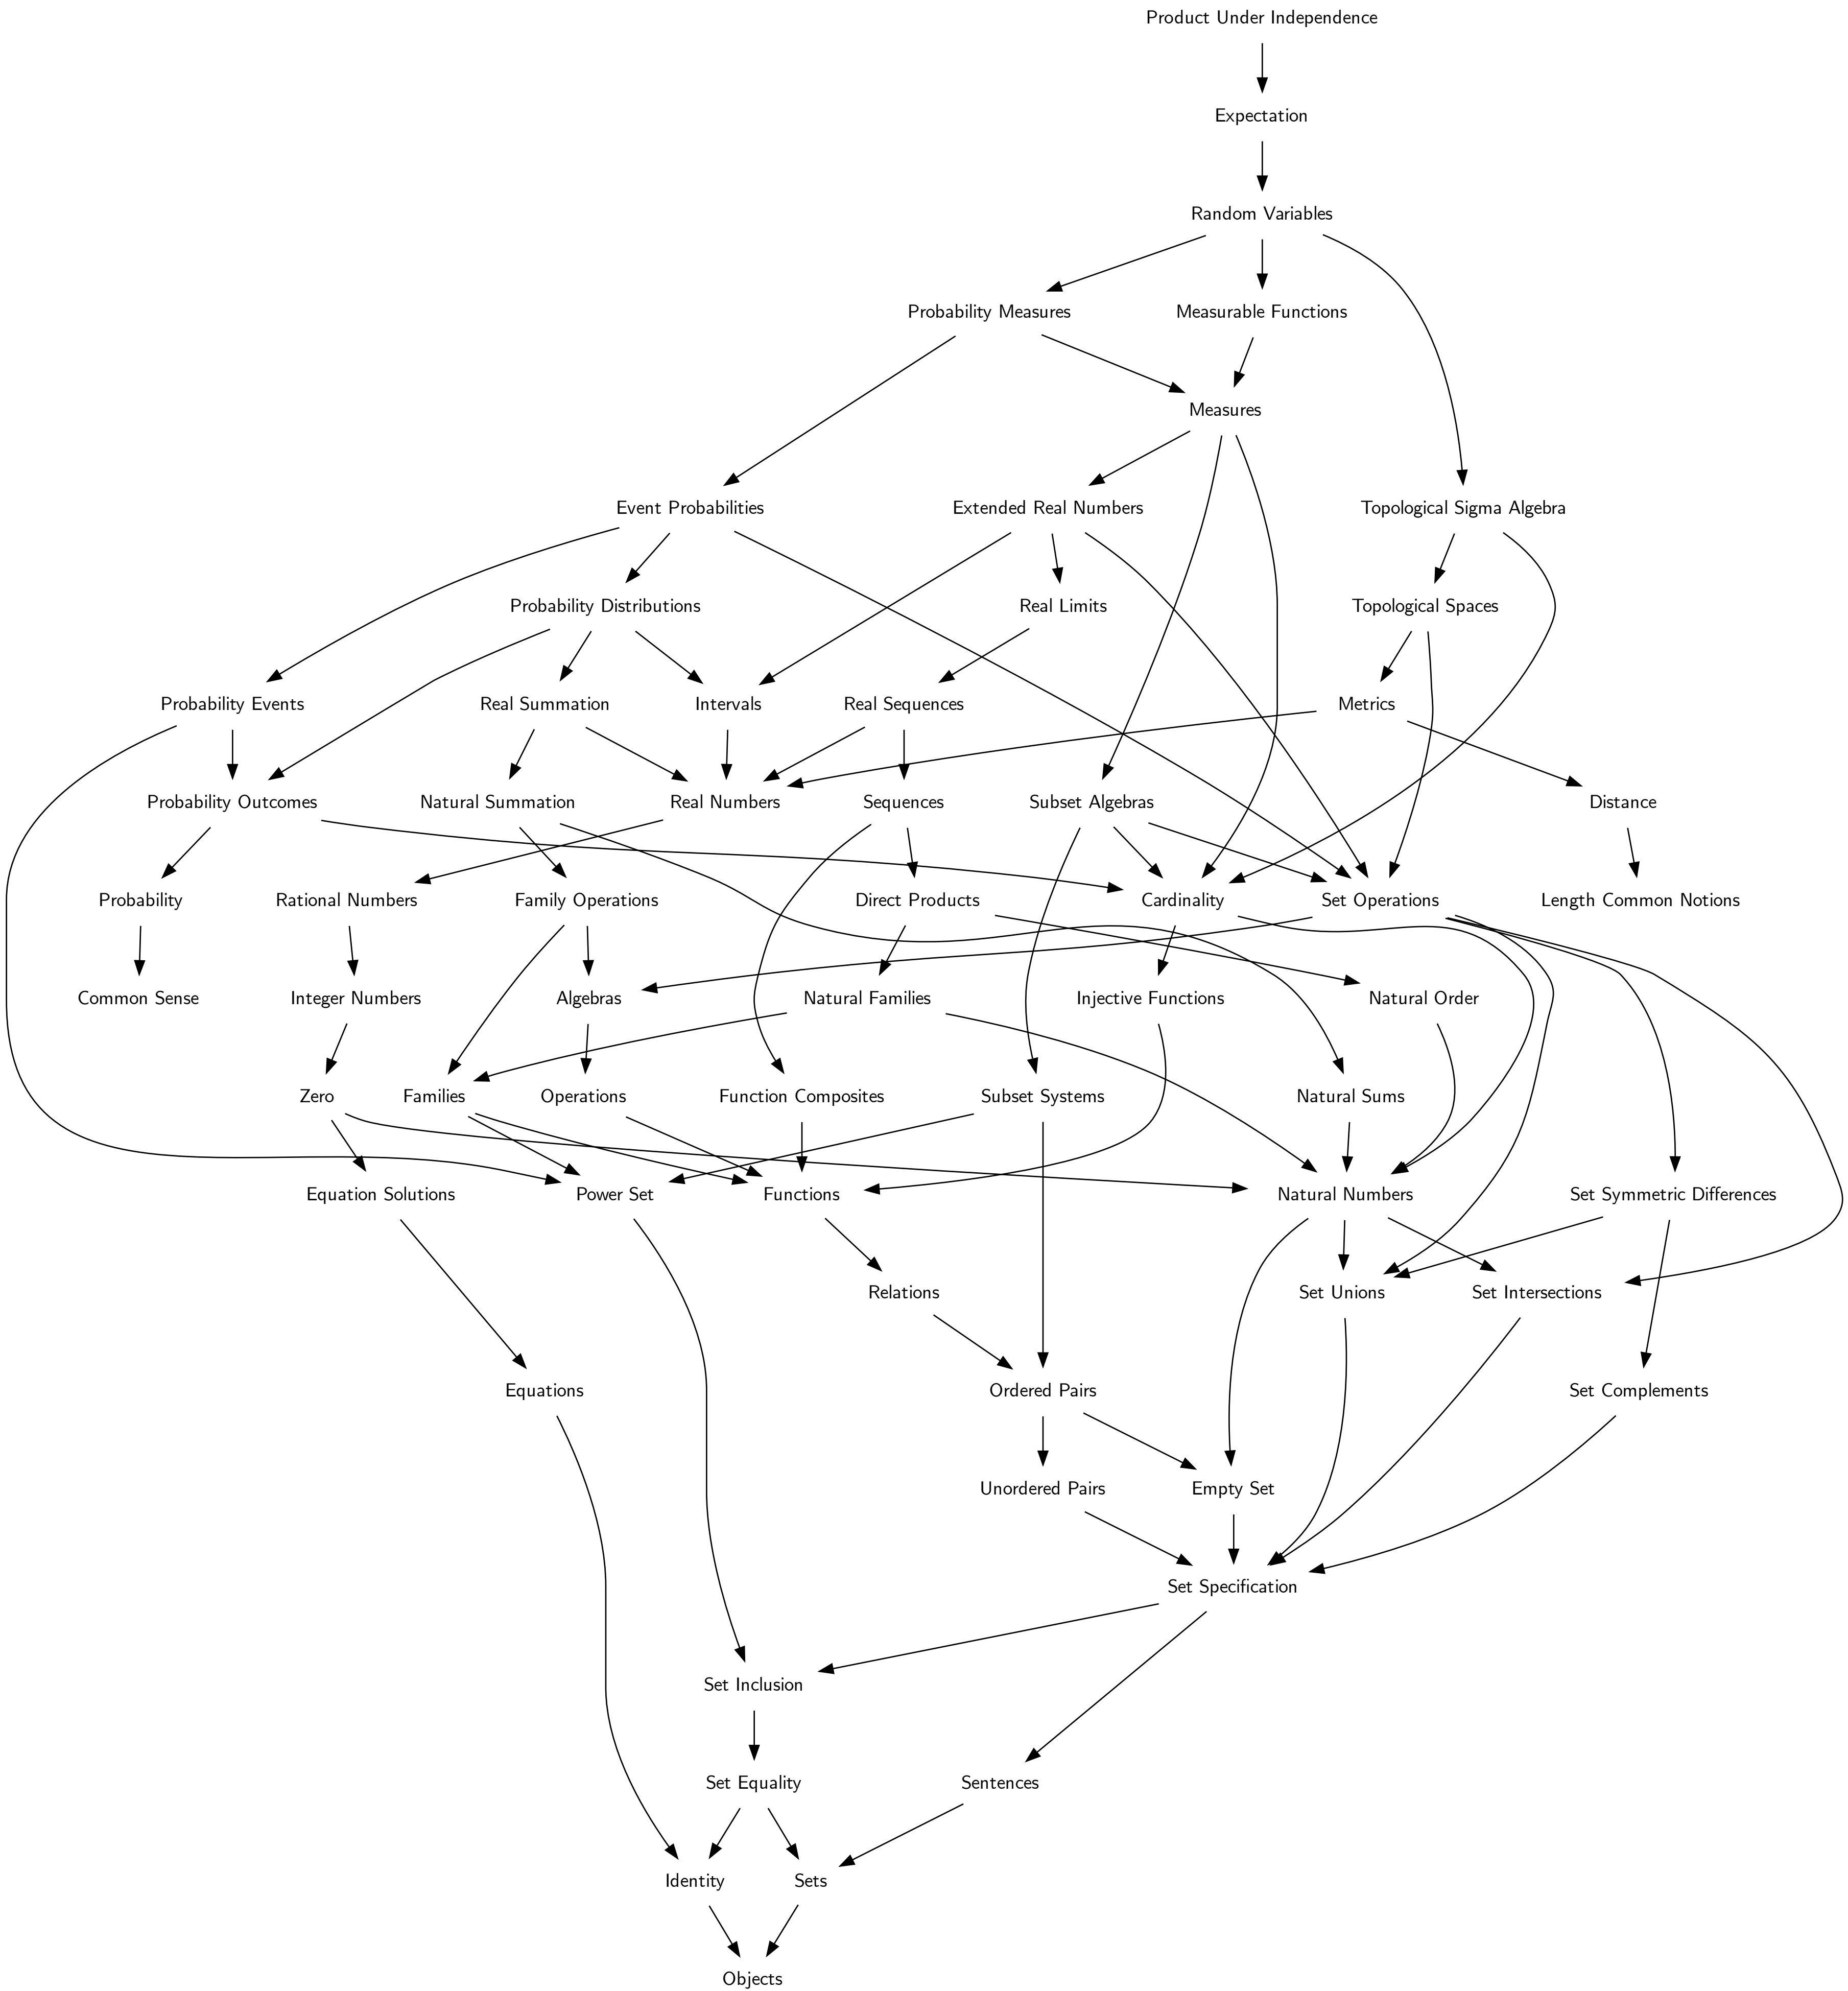 Product Under Independence
Expectation
Random Variables
Probability Measures
Measurable Functions
Measures
Event Probabilities
Extended Real Numbers
Topological Sigma Algebra
Probability Distributions
Real Limits
Topological Spaces
Probability Events
Real Summation
Intervals
Real Sequences
Metrics
Probability Outcomes
Natural Summation
Real Numbers
Sequences
Subset Algebras
Distance
Probability
Rational Numbers
Family Operations
Direct Products
Cardinality
Set Operations
Length Common Notions
Common Sense
Integer Numbers
Algebras
Natural Families
Injective Functions
Natural Order
Zero
Families
Operations
Function Composites
Subset Systems
Natural Sums
Equation Solutions
Power Set
Functions
Natural Numbers
Set Symmetric Differences
Relations
Set Unions
Set Intersections
Equations
Ordered Pairs
Set Complements
Unordered Pairs
Empty Set
Set Specification
Set Inclusion
Set Equality
Sentences
Identity
Sets
Objects